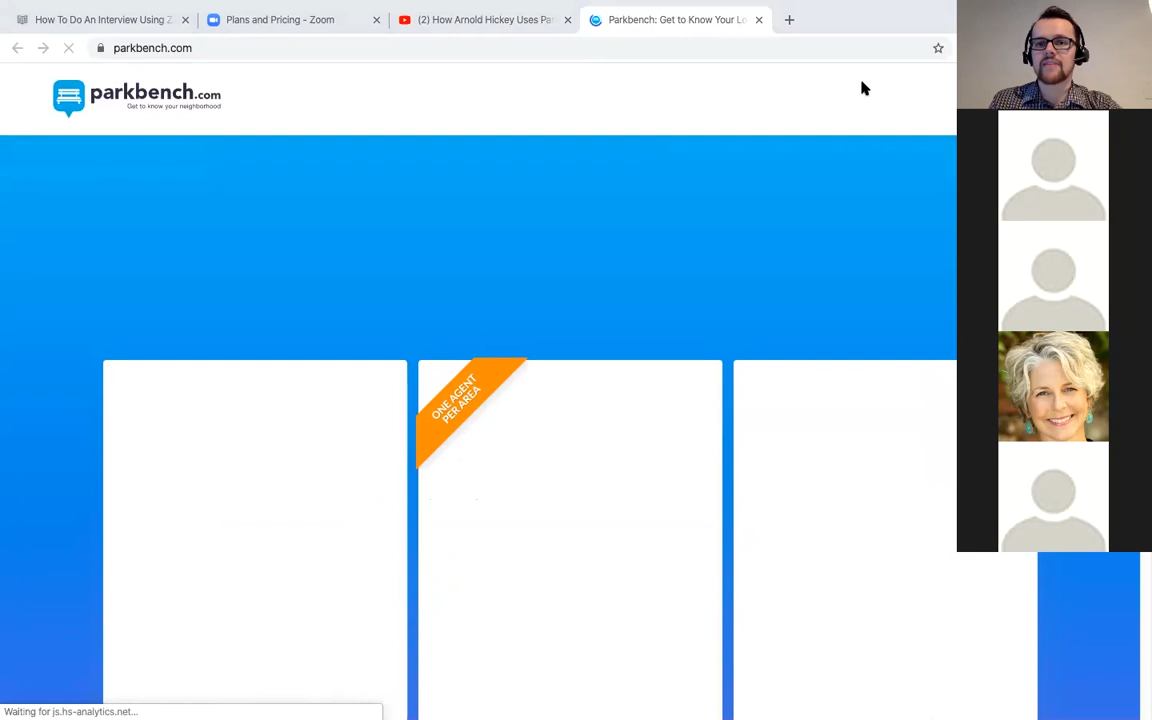 How To Do An Interview Using Z
Plans and Pricing - Zoom
(2) How Arnold Hickey Uses Par
Parkbench: Get to Know Your Lo
parkbench.com
parkbench.com
Get to know your neighborhood
ONE AGENT
PER AREA
Waiting for js.hs-analytics.net...